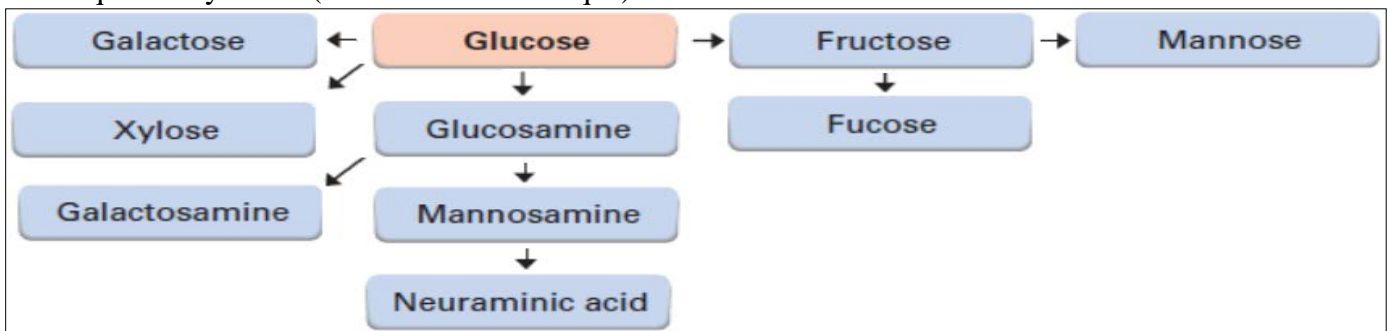 Galactose
Glucose
Fructose
Mannose
Xylose
Glucosamine
Fucose
Galactosamine
Mannosamine
Neuraminic acid